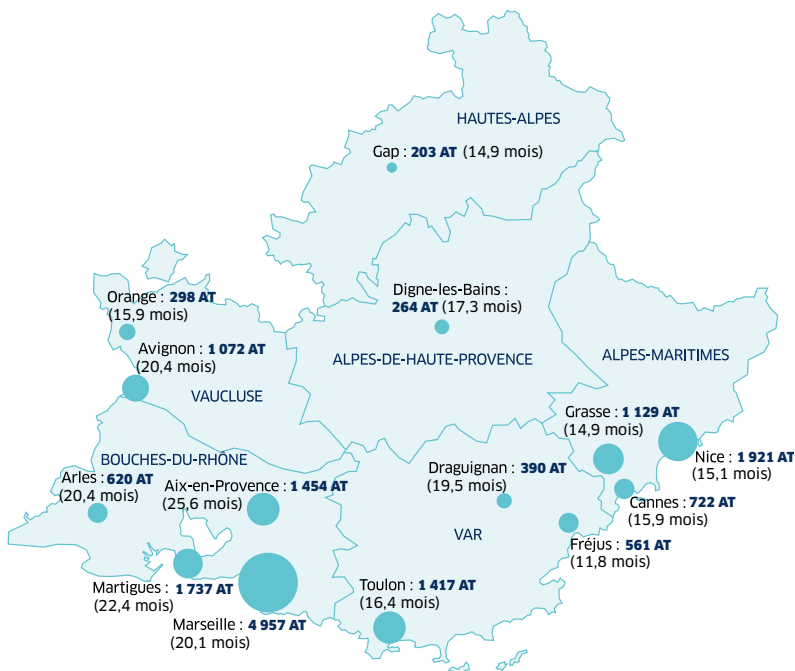 HAUTES-ALPES
Gap : 203 AT (14,9 mois)
Orange : 298 AT
(15,9 mois)
Digne-les-Bains :
264 AT (17,3 mois)
Avignon : 1 072 AT
(20,4 mois)
ALPES-DE-HAUTE-PROVENCE
ALPES-MARITIMES
VAUCLUSE
Grasse : 1 129 AT
(14,9 mois)
BOUCHES-DU-RHÔNE
Nice : 1 921 AT
(15,1 mois)
Arles : 620 AT
(20,4 mois)
Aix-en-Provence : 1 454 AT
(25,6 mois)
Draguignan : 390 AT
(19,5 mois)
Cannes : 722 AT
(15,9 mois)
VAR
Fréjus : 561 AT
(11,8 mois)
Martigues : 1 737 AT
(22,4 mois)
Toulon : 1 417 AT
(16,4 mois)
Marseille : 4 957 AT
(20,1 mois)